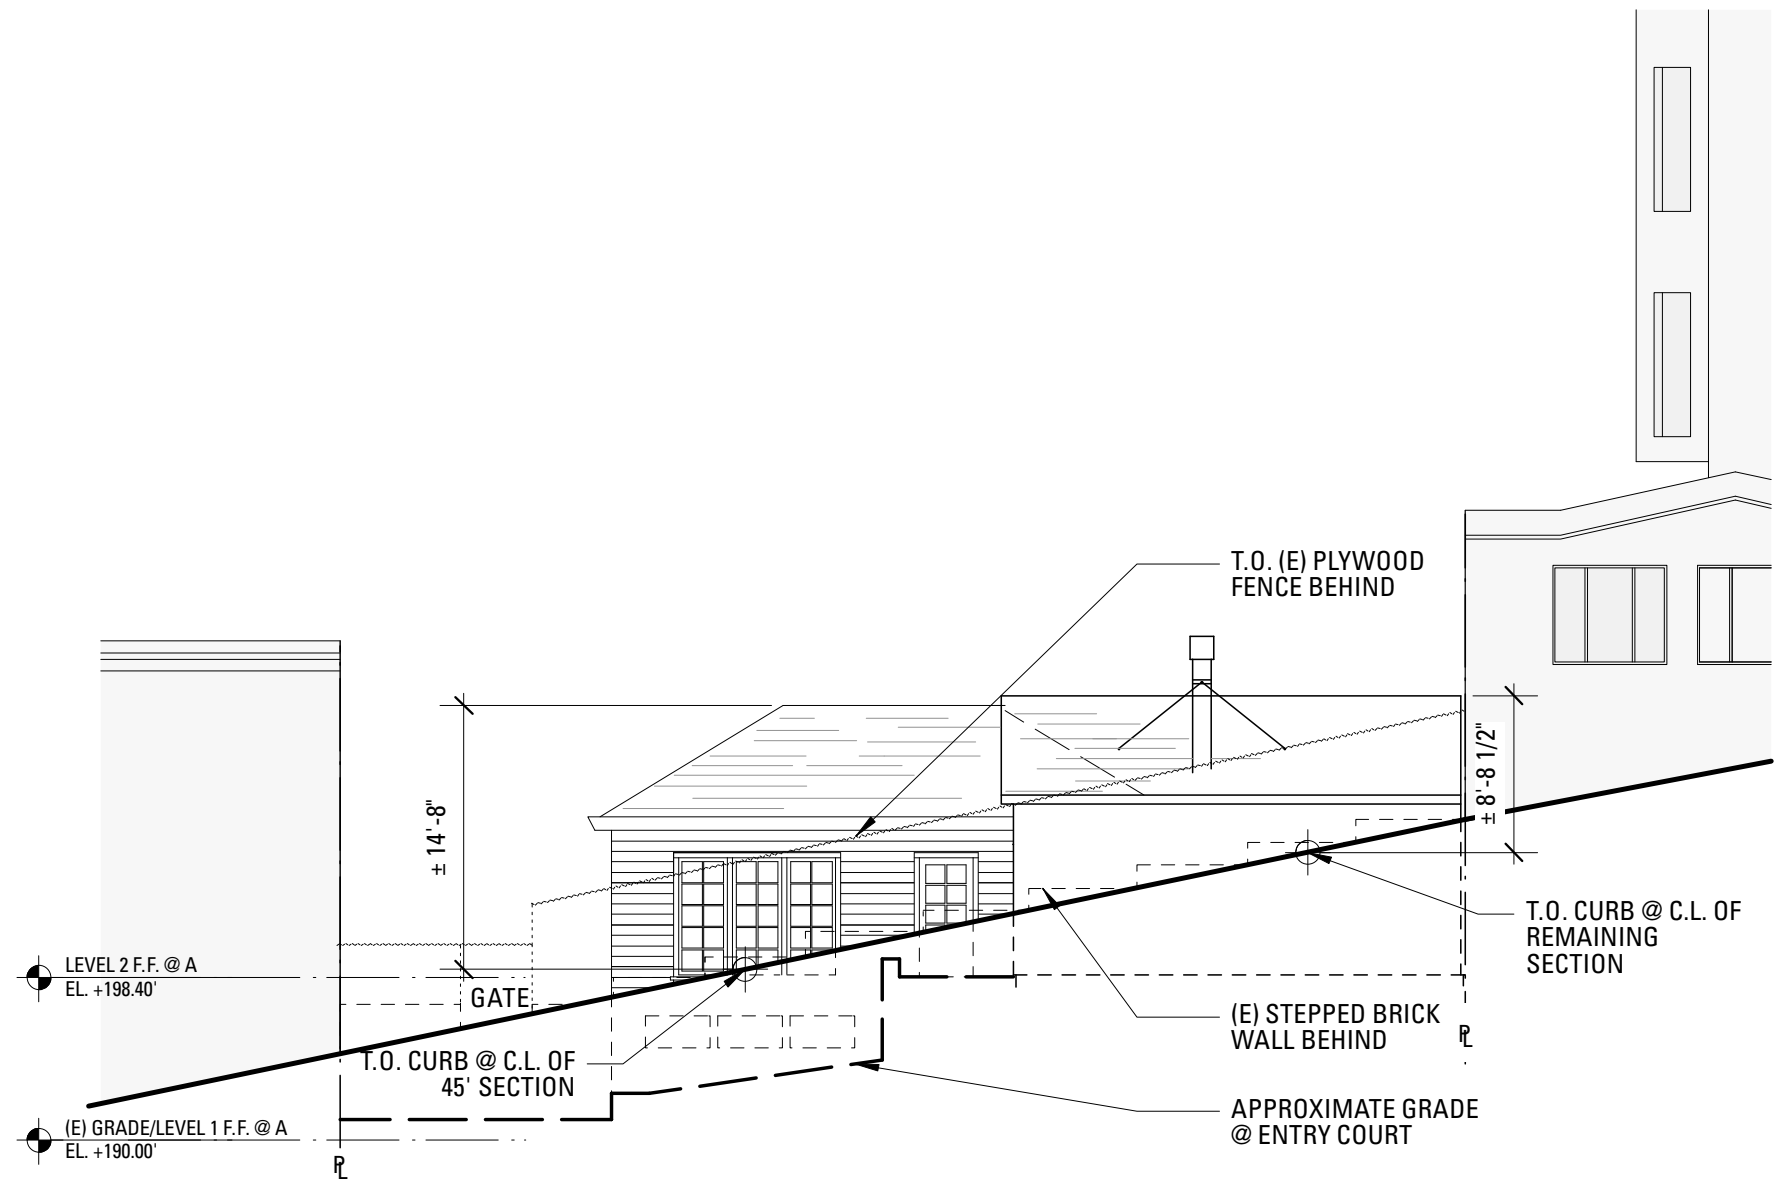 T.O. (E) PLYWOOD
FENCE BEHIND
± 14'-8"
± 8'-8 1/2"
T.O. CURB @ C.L. OF
REMAINING
SECTION
LEVEL 2 F.F. @ A
EL. +198.40'
GATE
(E) STEPPED BRICK
WALL BEHIND
PL
T.O. CURB @ C.L. OF
45' SECTION
APPROXIMATE GRADE
@ ENTRY COURT
(E) GRADE/LEVEL 1 F.F. @ A
EL. +190.00'
PL